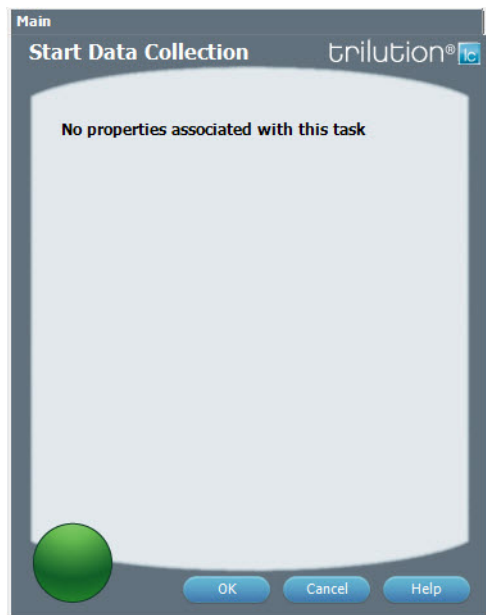 Main
Start Data Collection trilution® lc
No properties associated with this task
OK Cancel Help